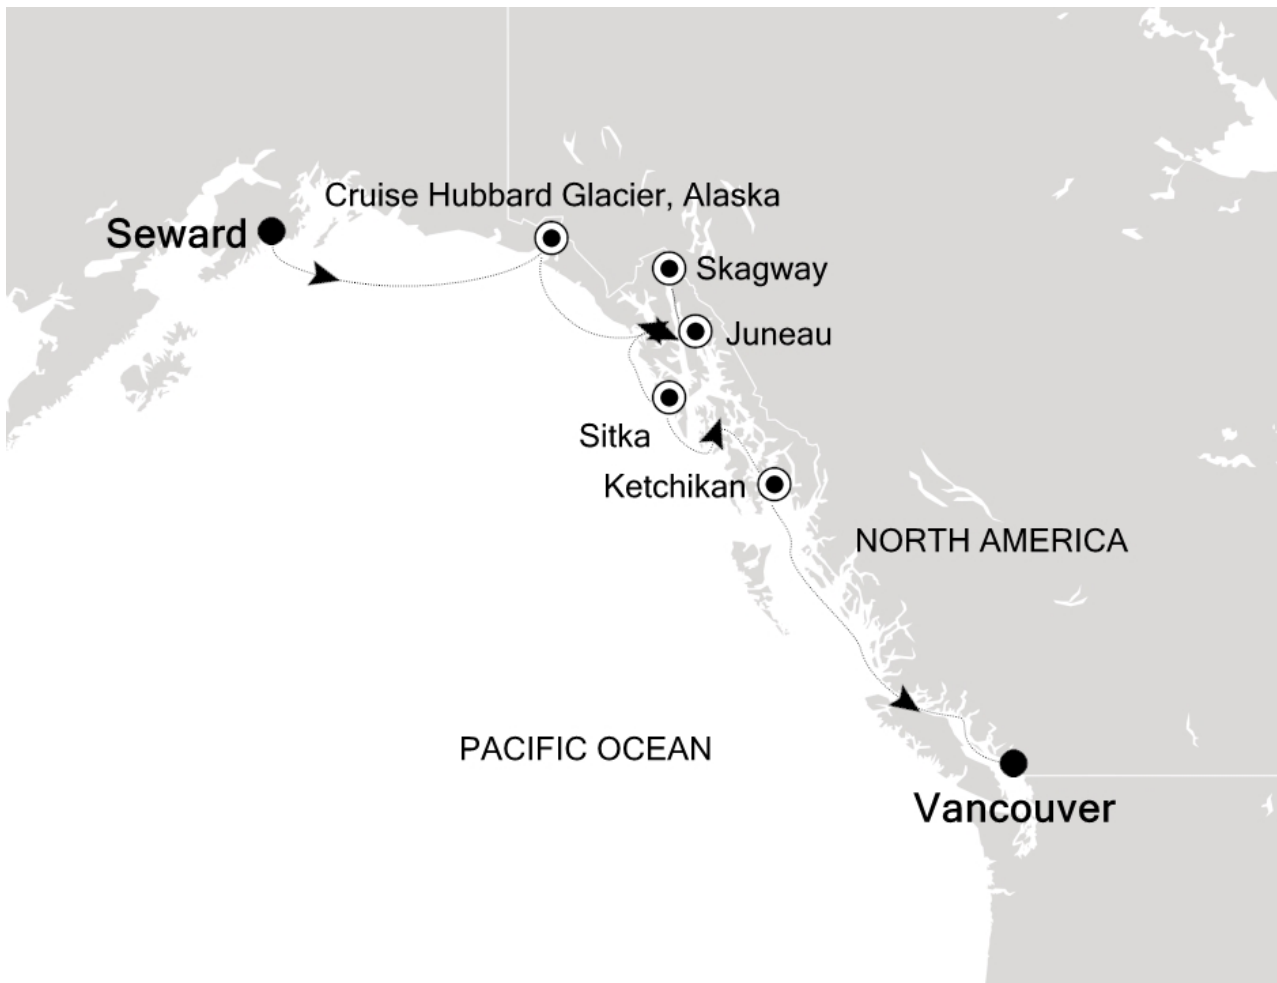 Cruise Hubbard Glacier, Alaska
Seward
Skagway
Juneau
Sitka
Ketchikan
NORTH AMERICA
PACIFIC OCEAN
Vancouver